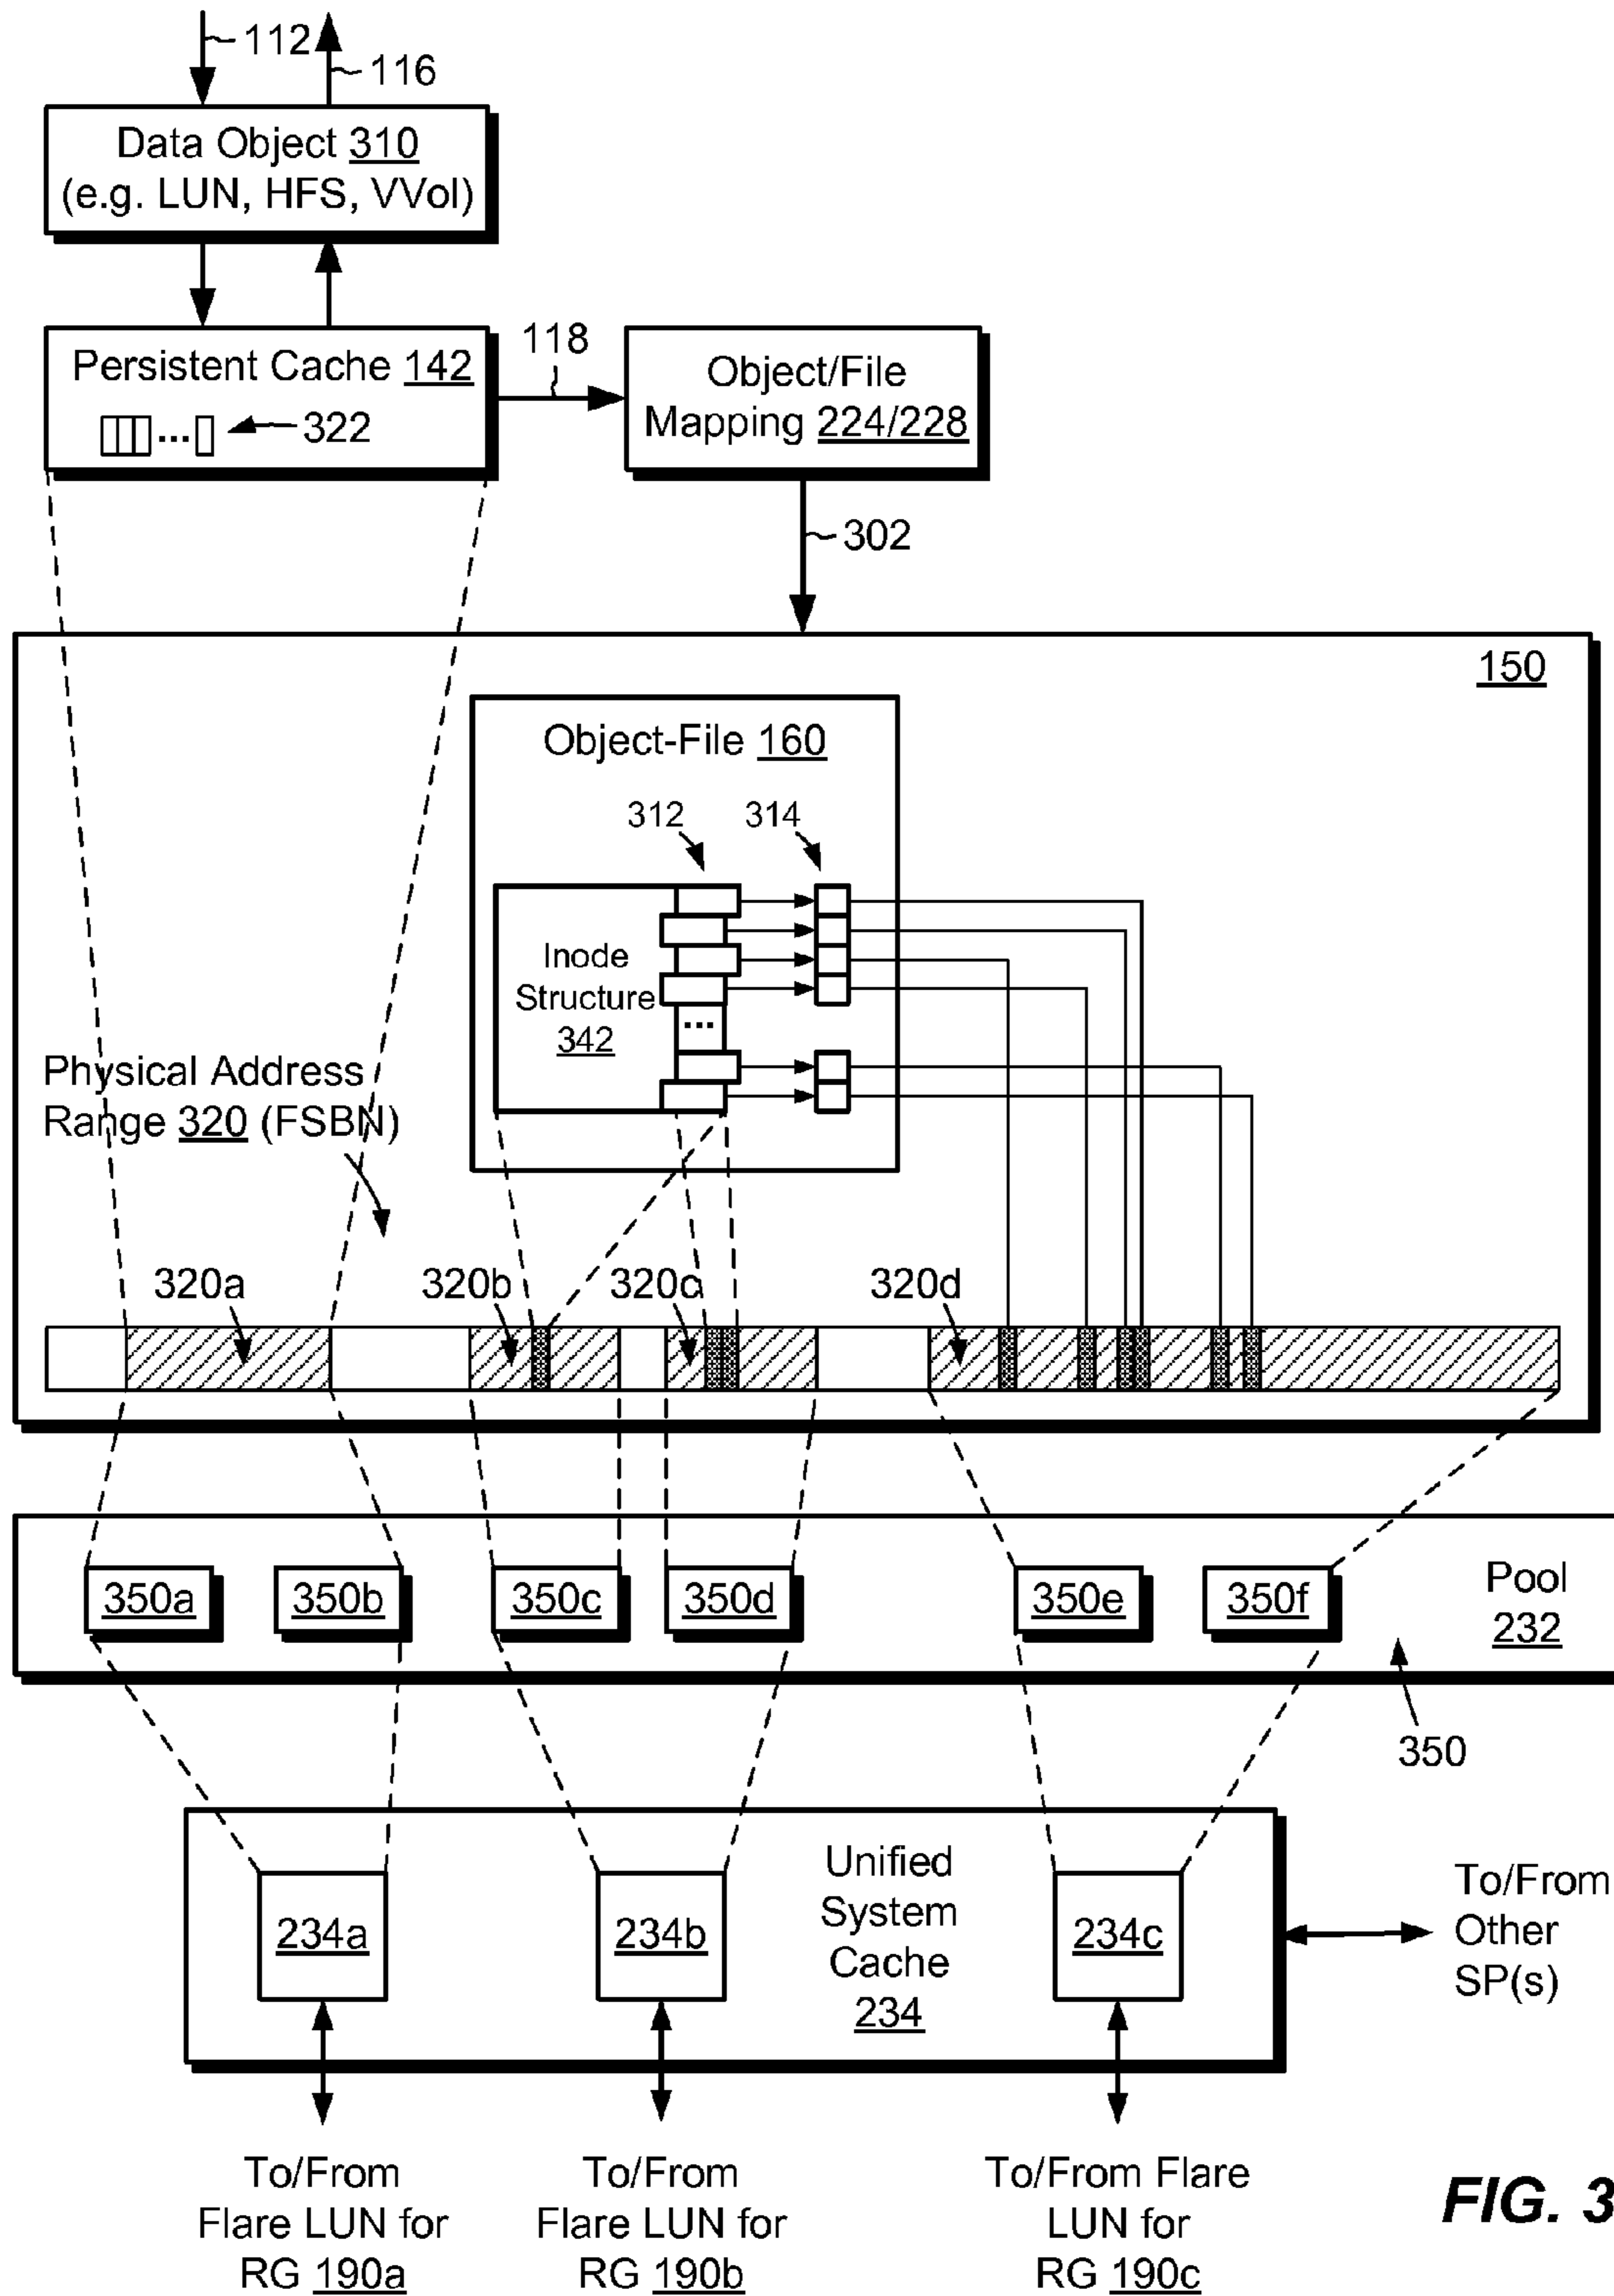 112
116
Data Object 310
(e.g. LUN, HFS, VVol)
118
Persistent Cache 142
...
322
Object/File
Mapping 224/228
302
150
Object-File 160
312
314
Inode
Structure
342
...
Physical Address
Range 320 (FSBN)
320a
320b
320c
320d
350a
350b
350c
350d
350e
350f
Pool
232
350
Unified
System
Cache
234
234a
234b
234c
To/From
Other
SP(s)
To/From
Flare LUN for
RG 190a
To/From
Flare LUN for
RG 190b
To/From Flare
LUN for
RG 190c
FIG. 3